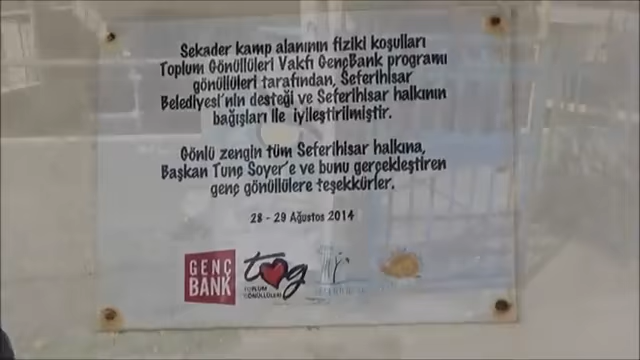 Sekader kamp alanının fiziki koşulları
Toplum Gönüllüleri Vakfı GençBank programı
gönüllüleri tarafından, Seferihisar
Belediyesi'nin desteği ve Seferihisar halkının
bağışları ile iyileştirilmiştir.
Gönlü zengin tüm Seferihisar halkına,
Başkan Tunç Soyer'e ve bunu gerçekleştiren
genç gönüllülere teşekkürler.
28 - 29 Ağustos 2014
GENÇ
BANK
tog
TOPLUM
GÖNÜLLÜLERİ